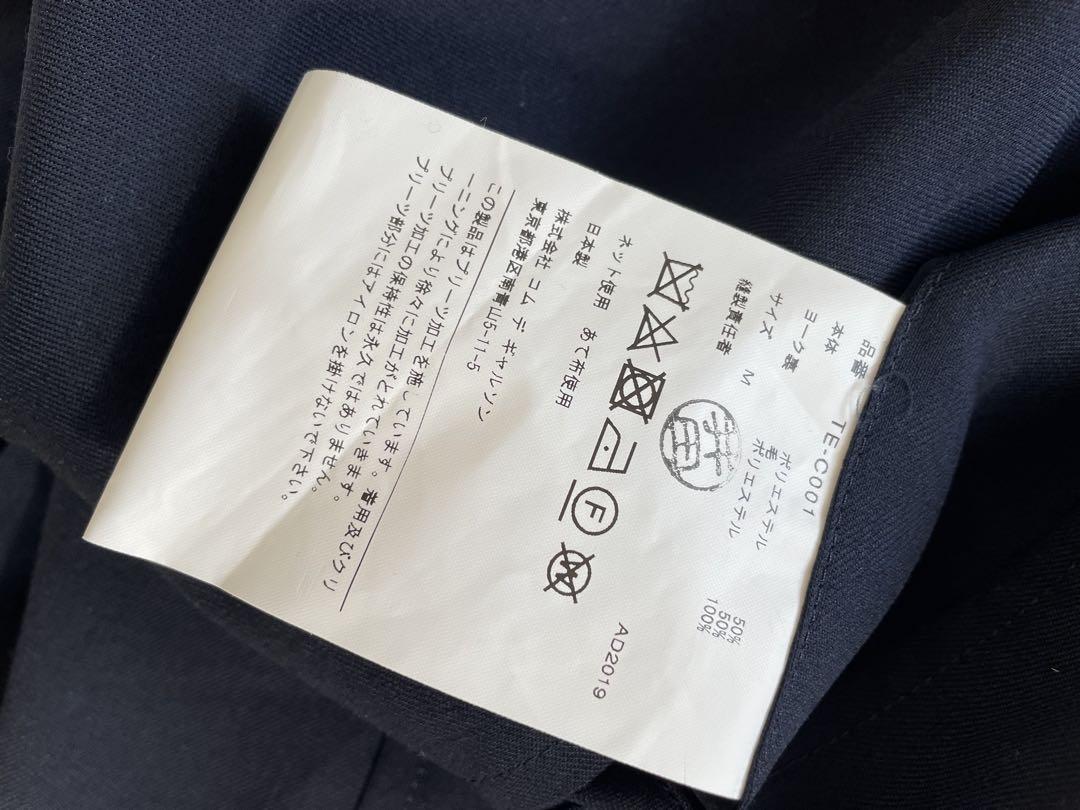 品番 TE-C001
本体 ポリエステル 50%
毛 50%
ヨーク裏 ポリエステル 100%
サイズ M
縫製責任者 AD2019
F W
ネット使用 あて布使用
日本製
株式会社 コム デ ギャルソン
東京都港区南青山5-11-5
この製品はプリーツ加工を施しています。着用及びクリ
ーニングにより徐々に加工がとれていきます。
プリーツ加工の保持性は永久ではありません。
プリーツ部分にはアイロンを掛けないで下さい。